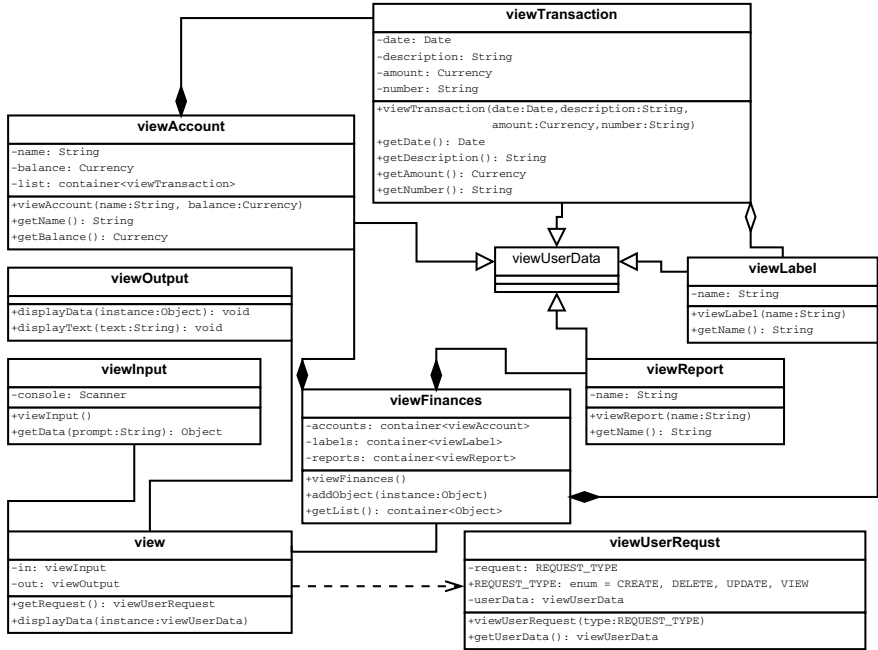 viewTransaction
-date: Date
-description: String
-amount: Currency
-number: String
+viewTransaction(date:Date,description:String,
amount:Currency,number:String)
+getDate(): Date
+getDescription(): String
+getAmount(): Currency
+getNumber(): String
viewAccount
-name: String
-balance: Currency
-list: container<viewTransaction>
+viewAccount(name:String, balance:Currency)
+getName(): String
+getBalance(): Currency
viewUserData
viewLabel
-name: String
+viewLabel(name:String)
+getName(): String
viewOutput
+displayData(instance:Object): void
+displayText(text:String): void
viewInput
-console: Scanner
+viewInput()
+getData(prompt:String): Object
viewFinances
-accounts: container<viewAccount>
-labels: container<viewLabel>
-reports: container<viewReport>
+viewFinances()
+addObject(instance:Object)
+getList(): container<Object>
viewReport
-name: String
+viewReport(name:String)
+getName(): String
view
-in: viewInput
-out: viewOutput
+getRequest(): viewUserRequest
+displayData(instance:viewUserData)
viewUserRequst
-request: REQUEST_TYPE
+REQUEST_TYPE: enum = CREATE, DELETE, UPDATE, VIEW
-userData: viewUserData
+viewUserRequest(type:REQUEST_TYPE)
+getUserData(): viewUserData